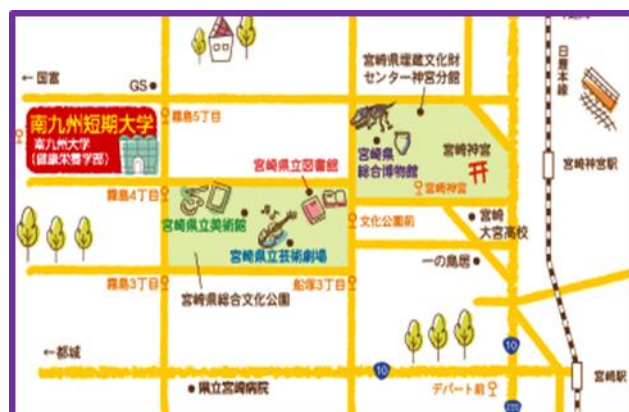 宮崎県埋蔵文化財
センター神宮分館
← 国富
GS
日豊本線
南九州短期大学
南九州大学
(健康栄養学部)
霧島5丁目
宮崎県
総合博物館
宮崎神宮
宮崎神宮駅
宮崎県立図書館
宮崎神宮
霧島4丁目
宮崎県立美術館
文化公園前
宮崎
大宮高校
宮崎県立芸術劇場
一の鳥居
霧島3丁目
宮崎県総合文化公園
船塚3丁目
10
←都城
10
県立宮崎病院
デパート前
宮崎駅